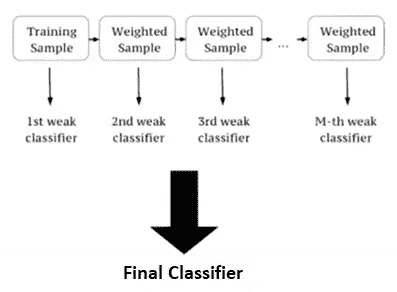 Training Sample
Weighted Sample
Weighted Sample
...
Weighted Sample
1st weak classifier
2nd weak classifier
3rd weak classifier
M-th weak classifier
Final Classifier